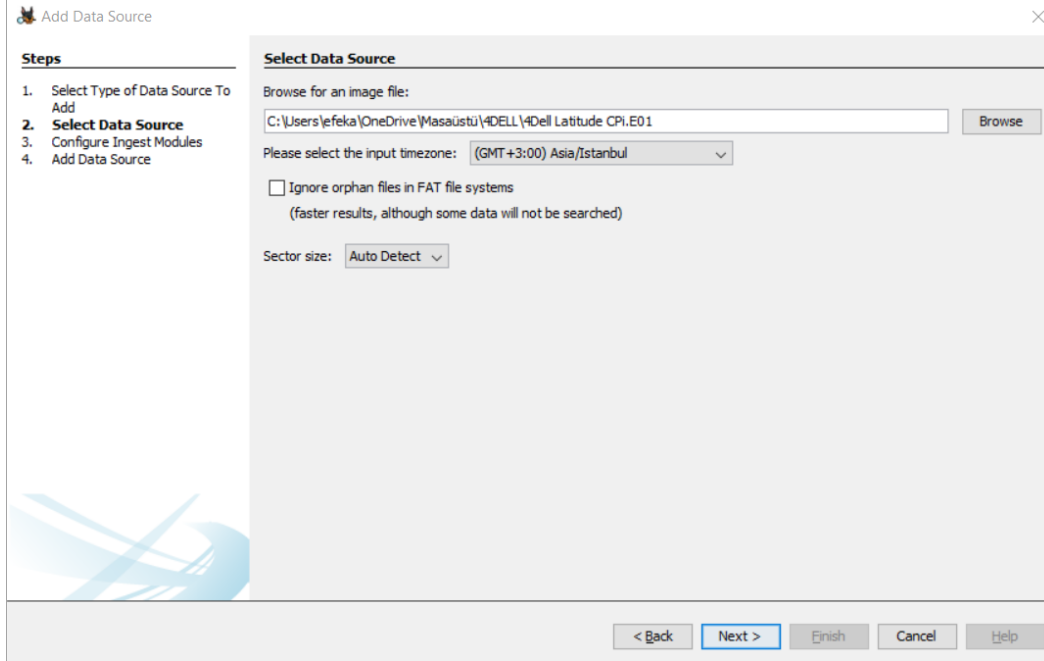 Add Data Source
Steps
1. Select Type of Data Source To
Add
2. Select Data Source
3. Configure Ingest Modules
4. Add Data Source
Select Data Source
Browse for an image file:
C:\Users\efeka\OneDrive\Masaüstü\4DELL\4Dell Latitude CPi.E01
Browse
Please select the input timezone: (GMT+3:00) Asia/Istanbul
Ignore orphan files in FAT file systems
(faster results, although some data will not be searched)
Sector size: Auto Detect
< Back Next > Finish Cancel Help